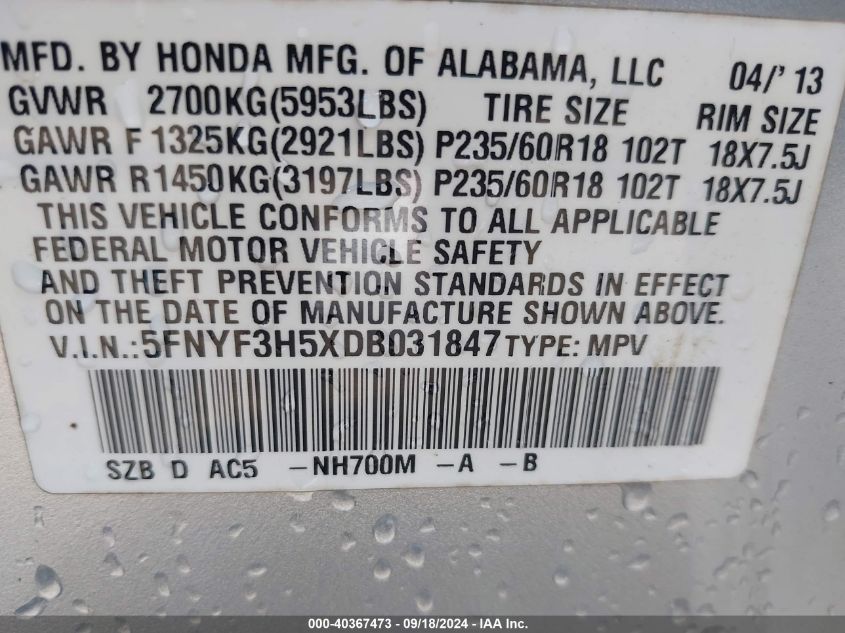 MFD. BY HONDA MFG. OF ALABAMA, LLC 04/'13
GVWR 2700KG(5953LBS) TIRE SIZE RIM SIZE
GAWR F 1325KG(2921LBS) P235/60R18 102T 18X7.5J
GAWR R1450KG(3197LBS) P235/60R18 102T 18X7.5J
THIS VEHICLE CONFORMS TO ALL APPLICABLE
FEDERAL MOTOR VEHICLE SAFETY
AND THEFT PREVENTION STANDARDS IN EFFECT
ON THE DATE OF MANUFACTURE SHOWN ABOVE.
V.I.N.:5FNYF3H5XDB031847 TYPE: MPV
SZB D AC5 -NH700M -A -B
000-40367473 - 09/18/2024 - IAA Inc.